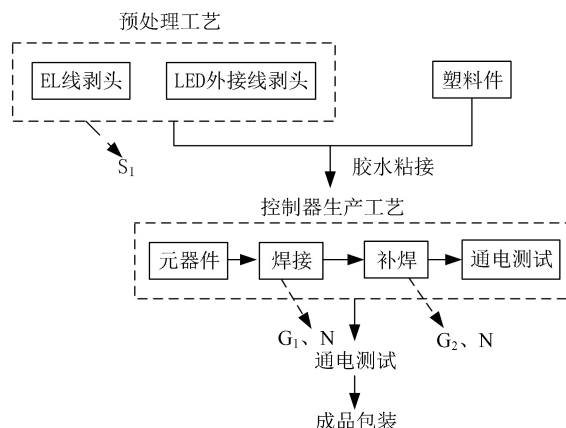 预处理工艺
EL线剥头
LED外接线剥头
塑料件
S₁
胶水粘接
控制器生产工艺
元器件
焊接
补焊
通电测试
G₁、N
G₂、N
通电测试
成品包装